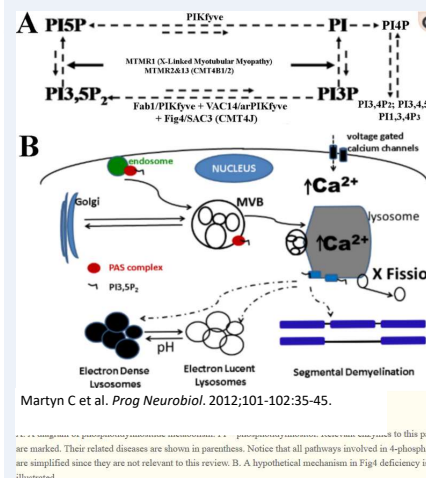 A
PIKfyve
PI5P
PI
PI4P
MTMR1 (X-Linked Myotubular Myopathy)
MTMR2&13 (CMT4B1/2)
PI3,5P2
Fab1/PIKfyve + VAC14/arPIKfyve
+ Fig4/SAC3 (CMT4J)
PI3P
PI3,4P2; PI3,4,5
PI1,3,4P3
B
voltage gated
calcium channels
endosome
NUCLEUS
↑Ca2+
Golgi
MVB
lysosome
↑Ca2+
PAS complex
PI3,5P2
X Fissio
pH
Electron Dense
Lysosomes
Electron Lucent
Lysosomes
Segmental Demyelination
Martyn C et al. Prog Neurobiol. 2012;101-102:35-45.
are marked. Their related diseases are shown in parenthess. Notice that all pathways involved in 4-phosph
are simplified since they are not relevant to this review. B. A hypothetical mechanism in Fig4 deficiency is
illustrated